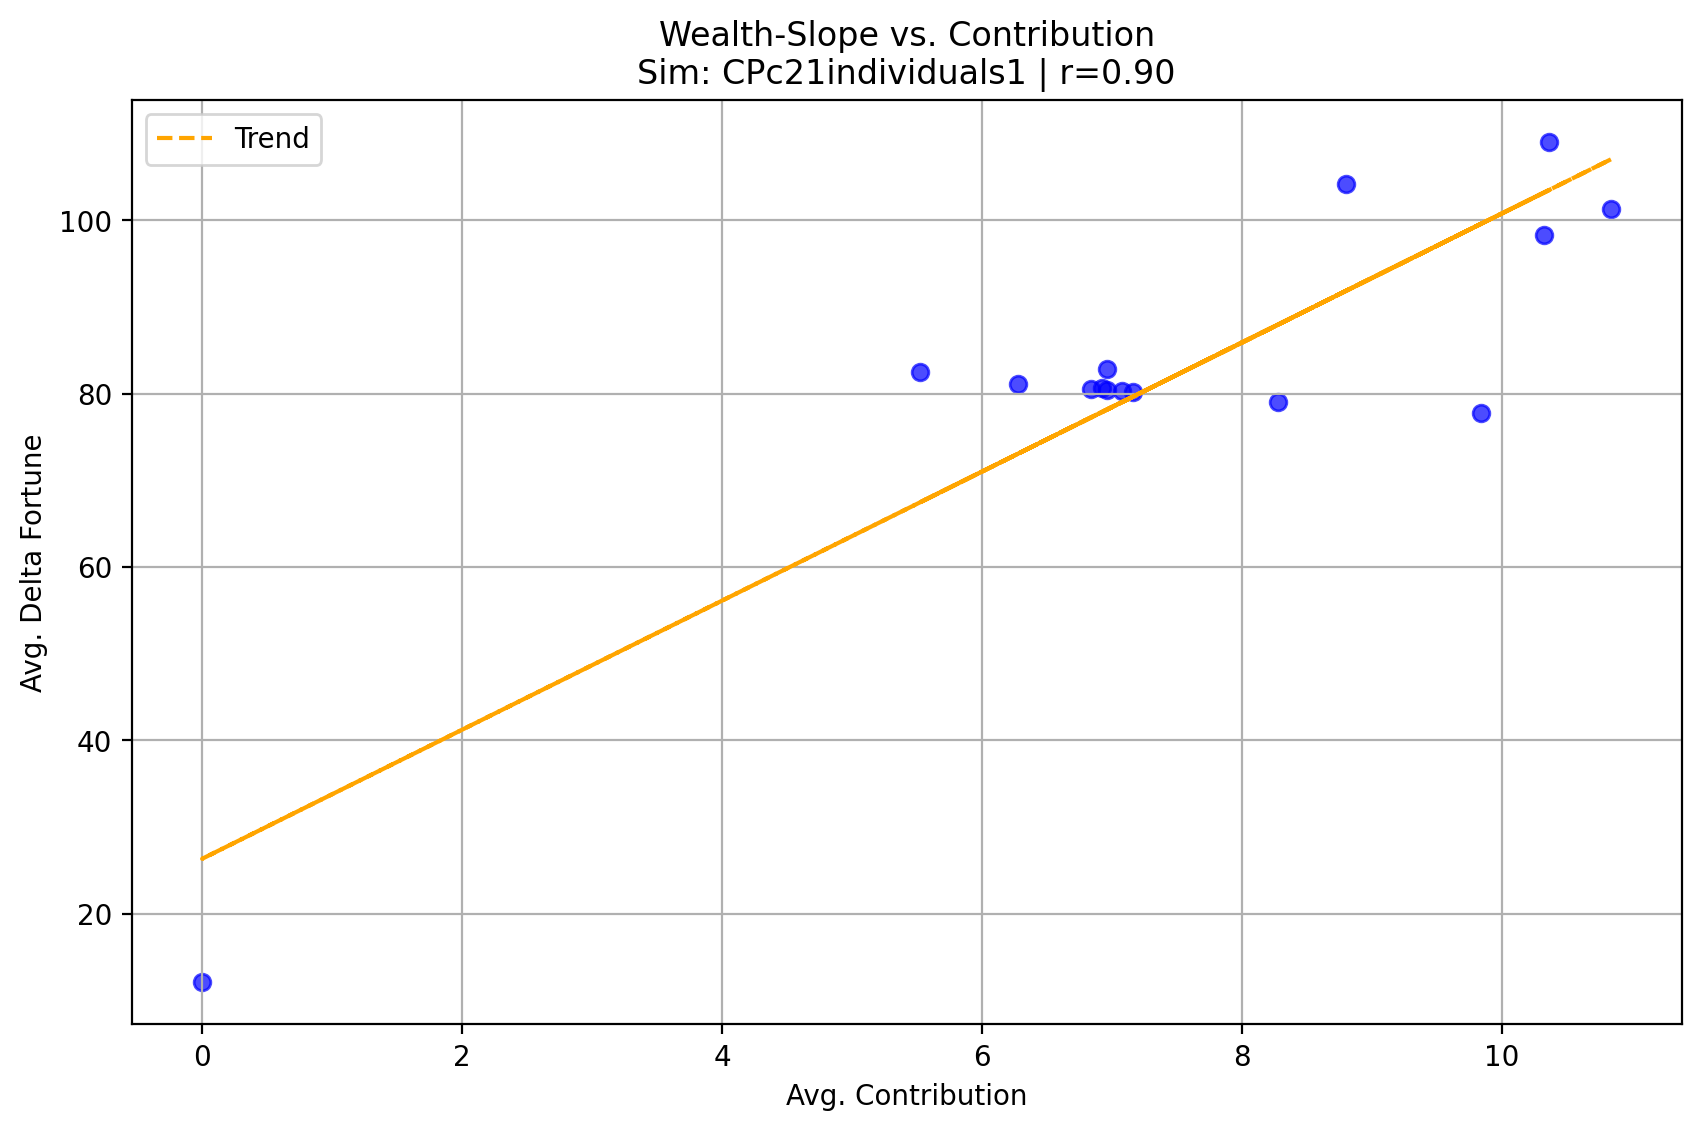 Wealth-Slope vs. Contribution
Sim: CPc21individuals1 | r=0.90
Trend
100
80
60
40
20
Avg. Delta Fortune
0 2 4 6 8 10
Avg. Contribution